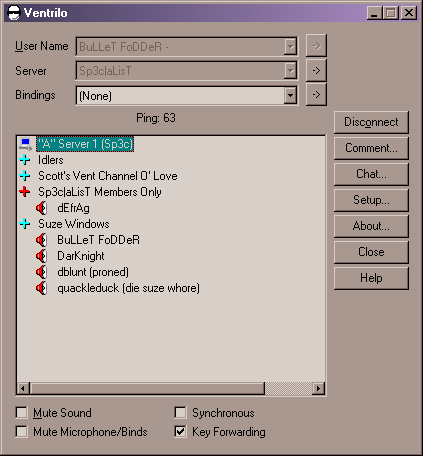 Ventrilo
User Name BuLLeT FoDDeR -
Server Sp3c|aLisT
Bindings (None)
Ping: 63
Disconnect
Comment...
Chat...
Setup...
About...
Close
Help
"A" Server 1 (Sp3c)
Idlers
Scott's Vent Channel O' Love
Sp3c|aLisT Members Only
dEfrAg
Suze Windows
BuLLeT FoDDeR
DarKnight
dblunt (proned)
quackleduck (die suze whore)
Mute Sound
Synchronous
Mute Microphone/Binds
Key Forwarding